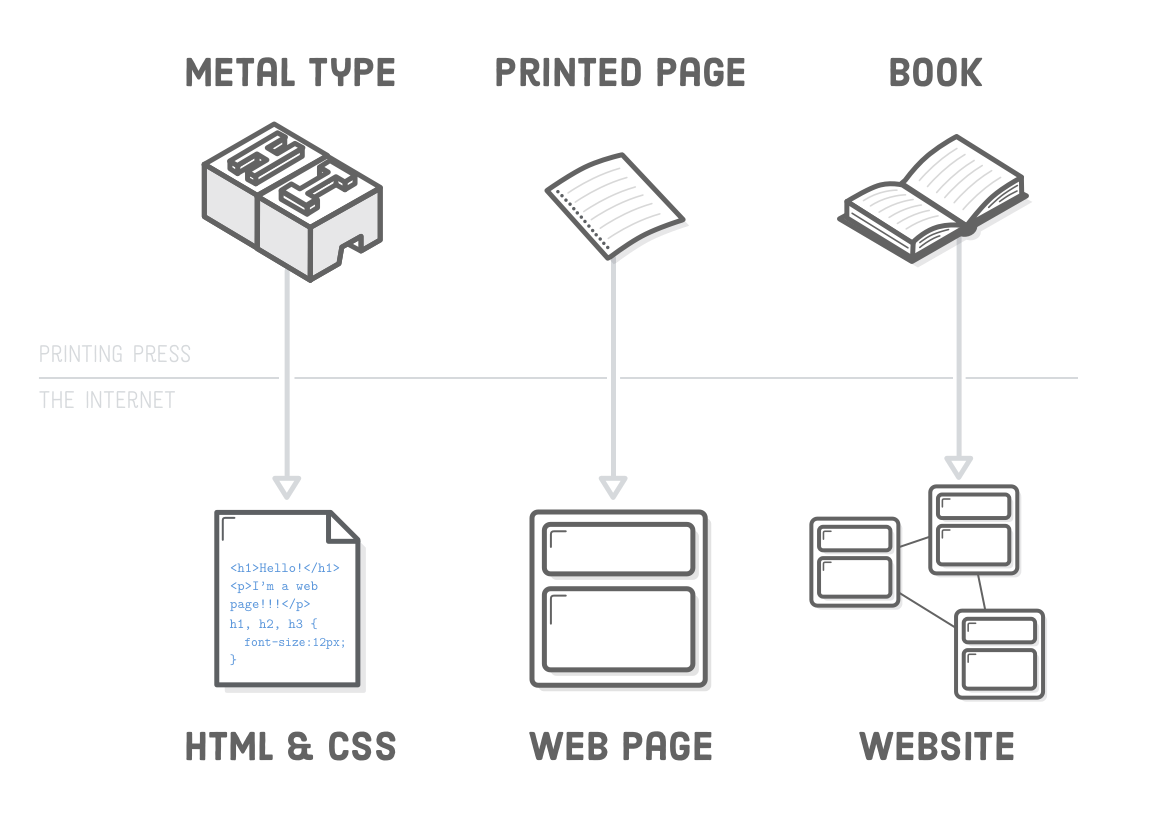 METAL TYPE
PRINTED PAGE
BOOK
PRINTING PRESS
THE INTERNET
<h1>Hello!</h1>
<p>I'm a web
page!!!</p>
h1, h2, h3 {
  font-size:12px;
}
HTML & CSS
WEB PAGE
WEBSITE